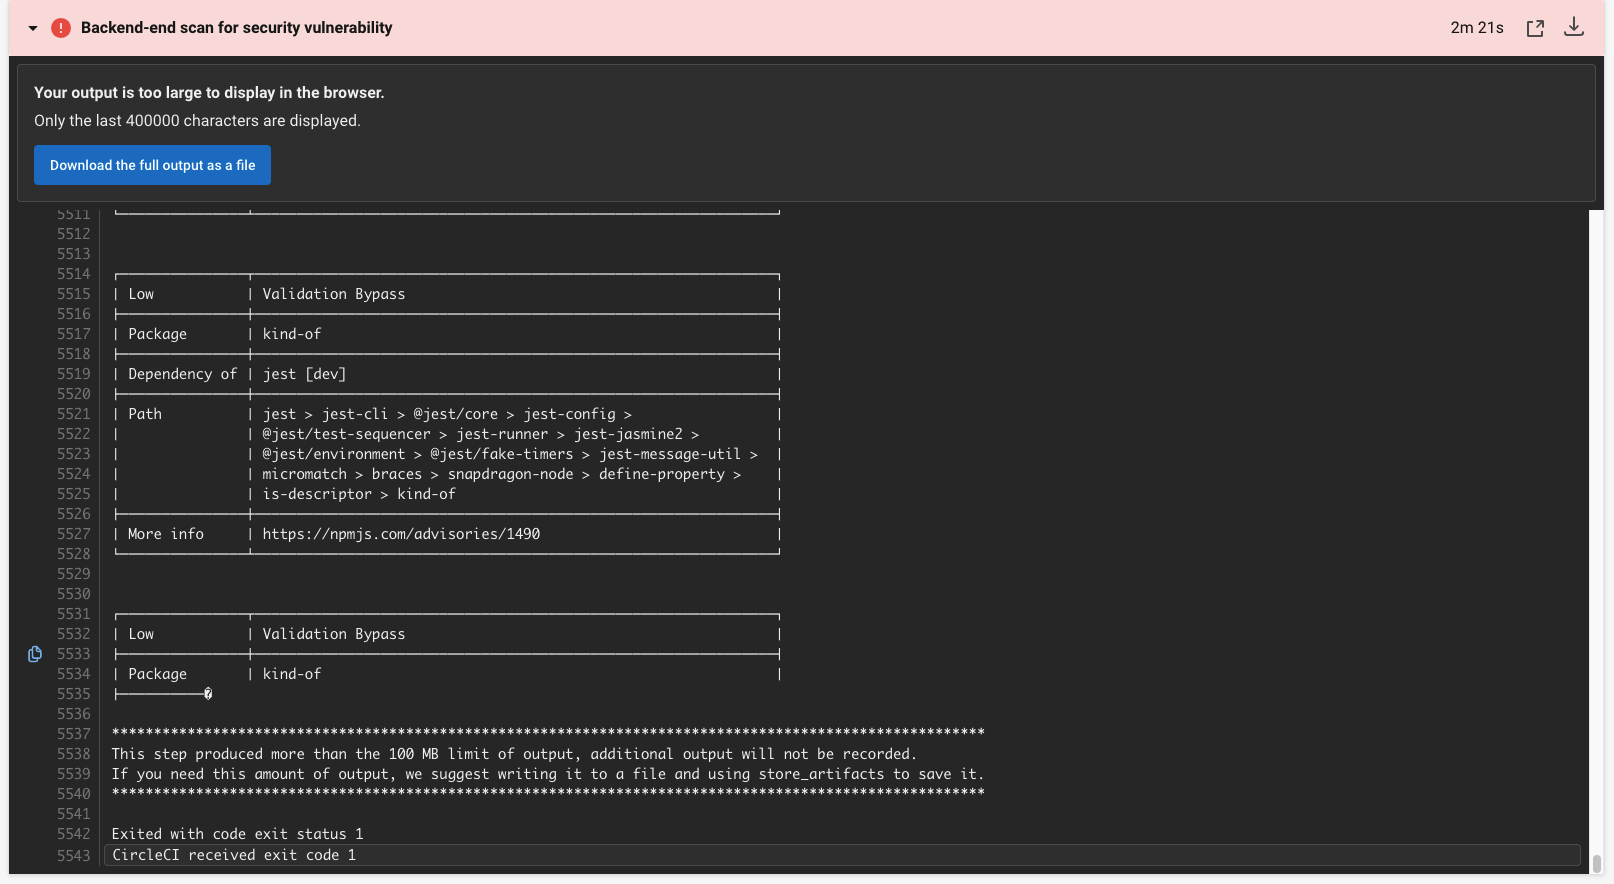 Backend-end scan for security vulnerability
2m 21s
Your output is too large to display in the browser.
Only the last 400000 characters are displayed.
Download the full output as a file
5511
5512
5513
5514
5515 | Low | Validation Bypass |
5516
5517 | Package | kind-of |
5518
5519 | Dependency of | jest [dev] |
5520
5521 | Path | jest > jest-cli > @jest/core > jest-config > |
5522 | | @jest/test-sequencer > jest-runner > jest-jasmine2 > |
5523 | | @jest/environment > @jest/fake-timers > jest-message-util > |
5524 | | micromatch > braces > snapdragon-node > define-property > |
5525 | | is-descriptor > kind-of |
5526
5527 | More info | https://npmjs.com/advisories/1490 |
5528
5529
5530
5531
5532 | Low | Validation Bypass |
5533
5534 | Package | kind-of |
5535 ├──────────�
5536
5537 ********************************************************************************************************
5538 This step produced more than the 100 MB limit of output, additional output will not be recorded.
5539 If you need this amount of output, we suggest writing it to a file and using store_artifacts to save it.
5540 ********************************************************************************************************
5541
5542 Exited with code exit status 1
5543 CircleCI received exit code 1